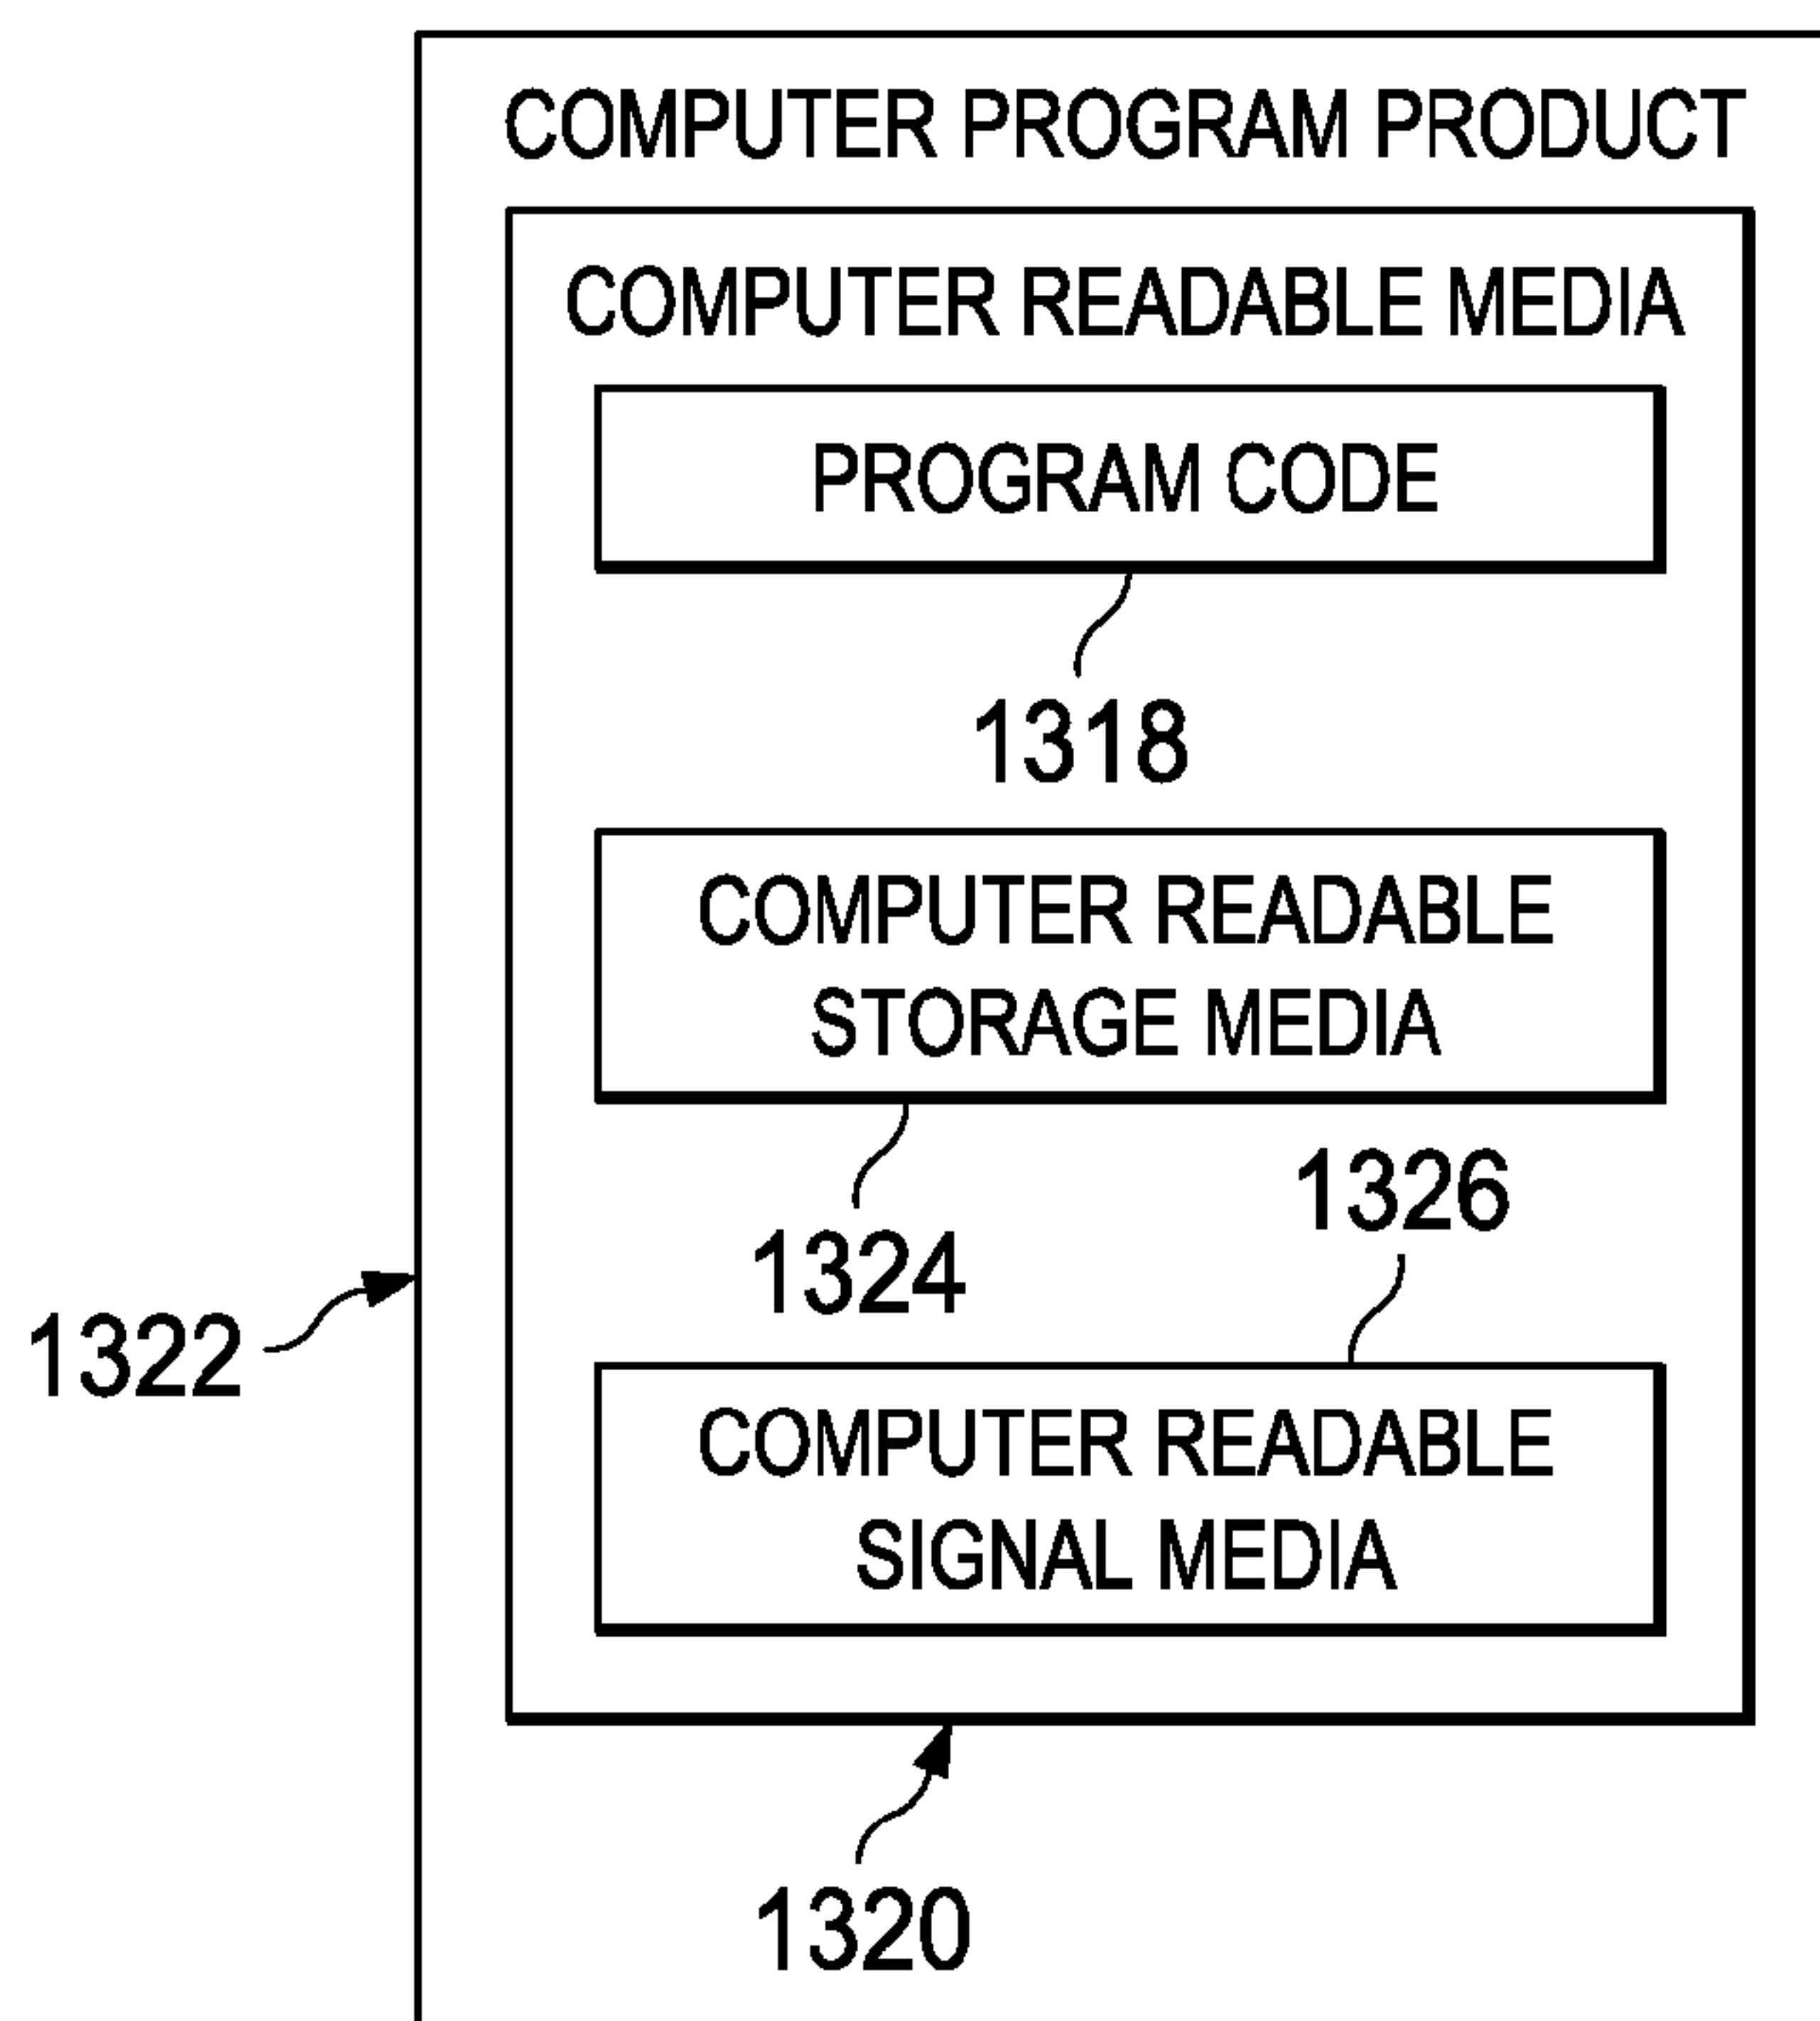 COMPUTER PROGRAM PRODUCT
COMPUTER READABLE MEDIA
PROGRAM CODE
1318
COMPUTER READABLE
STORAGE MEDIA
1324
1326
1322
COMPUTER READABLE
SIGNAL MEDIA
1320